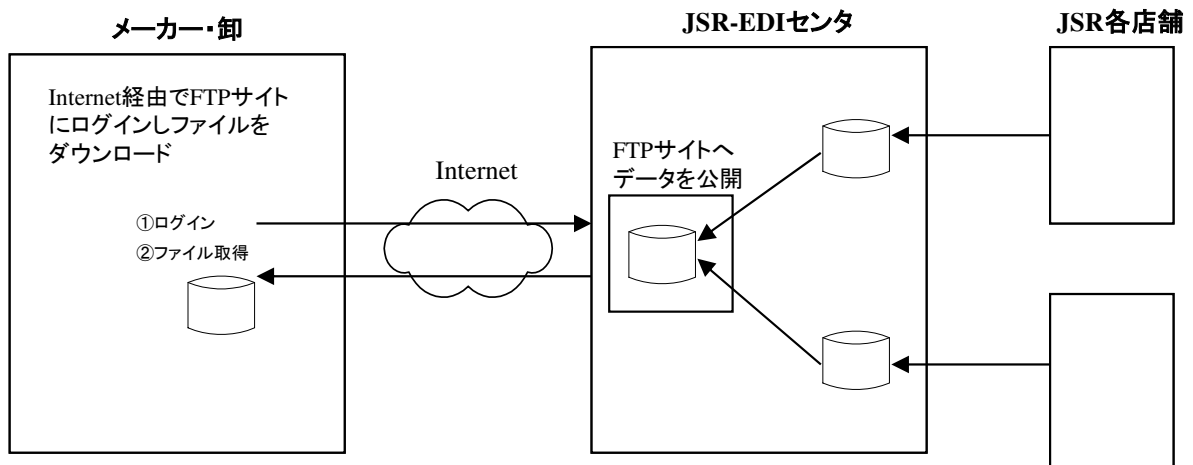 メーカー・卸
JSR-EDIセンタ
JSR各店舗
Internet経由でFTPサイト
にログインしファイルを
ダウンロード
Internet
FTPサイトへ
データを公開
①ログイン
②ファイル取得